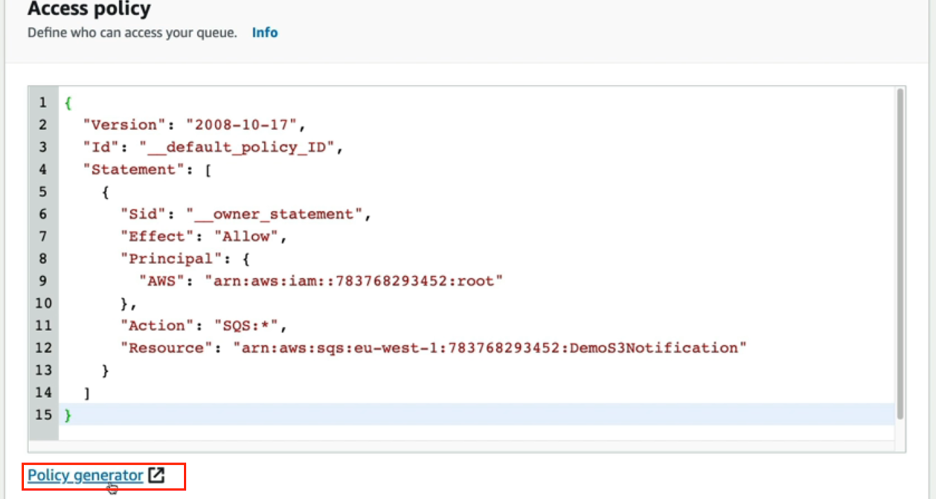 Access policy
Define who can access your queue. Info
1 {
2 "Version": "2008-10-17",
3 "Id": "__default_policy_ID",
4 "Statement": [
5 {
6 "Sid": "__owner_statement",
7 "Effect": "Allow",
8 "Principal": {
9 "AWS": "arn:aws:iam::783768293452:root"
10 },
11 "Action": "SQS:*",
12 "Resource": "arn:aws:sqs:eu-west-1:783768293452:DemoS3Notification"
13 }
14 ]
15 }
Policy generator